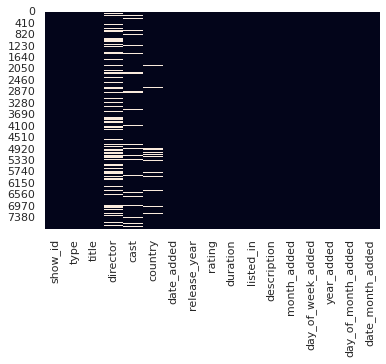 0
410
820
1230
1640
2050
2460
2870
3280
3690
4100
4510
4920
5330
5740
6150
6560
6970
7380
show_id
type
title
director
cast
country
date_added
release_year
rating
duration
listed_in
description
month_added
day_of_week_added
year_added
day_of_month_added
date_month_added